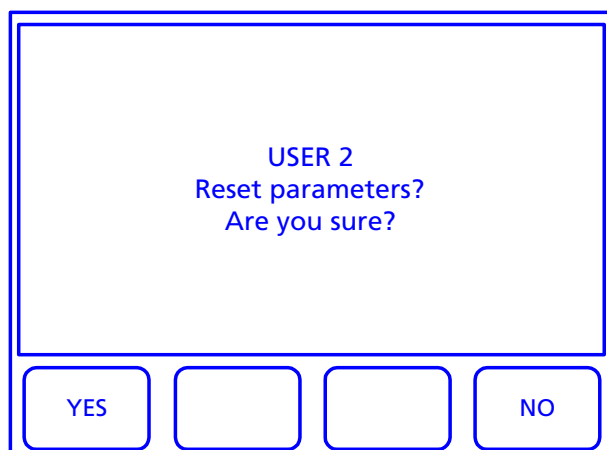 USER 2
Reset parameters?
Are you sure?
YES
NO